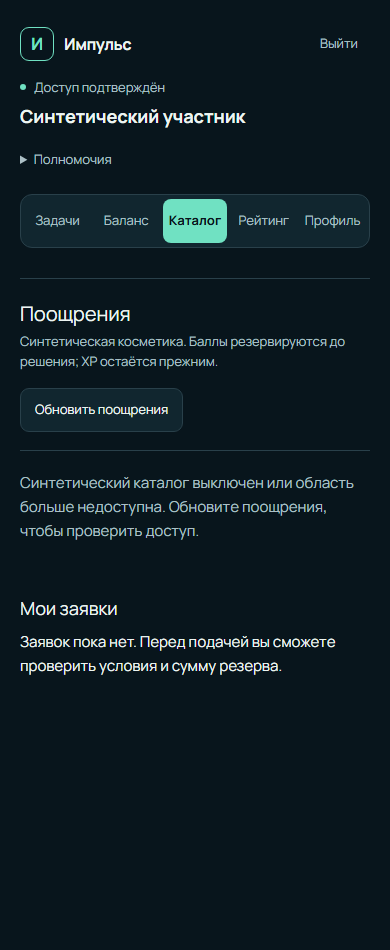 И Импульс Выйти
Доступ подтверждён
Синтетический участник
Полномочия
Задачи Баланс Каталог Рейтинг Профиль
Поощрения
Синтетическая косметика. Баллы резервируются до
решения; XP остаётся прежним.
Обновить поощрения
Синтетический каталог выключен или область
больше недоступна. Обновите поощрения,
чтобы проверить доступ.
Мои заявки
Заявок пока нет. Перед подачей вы сможете
проверить условия и сумму резерва.